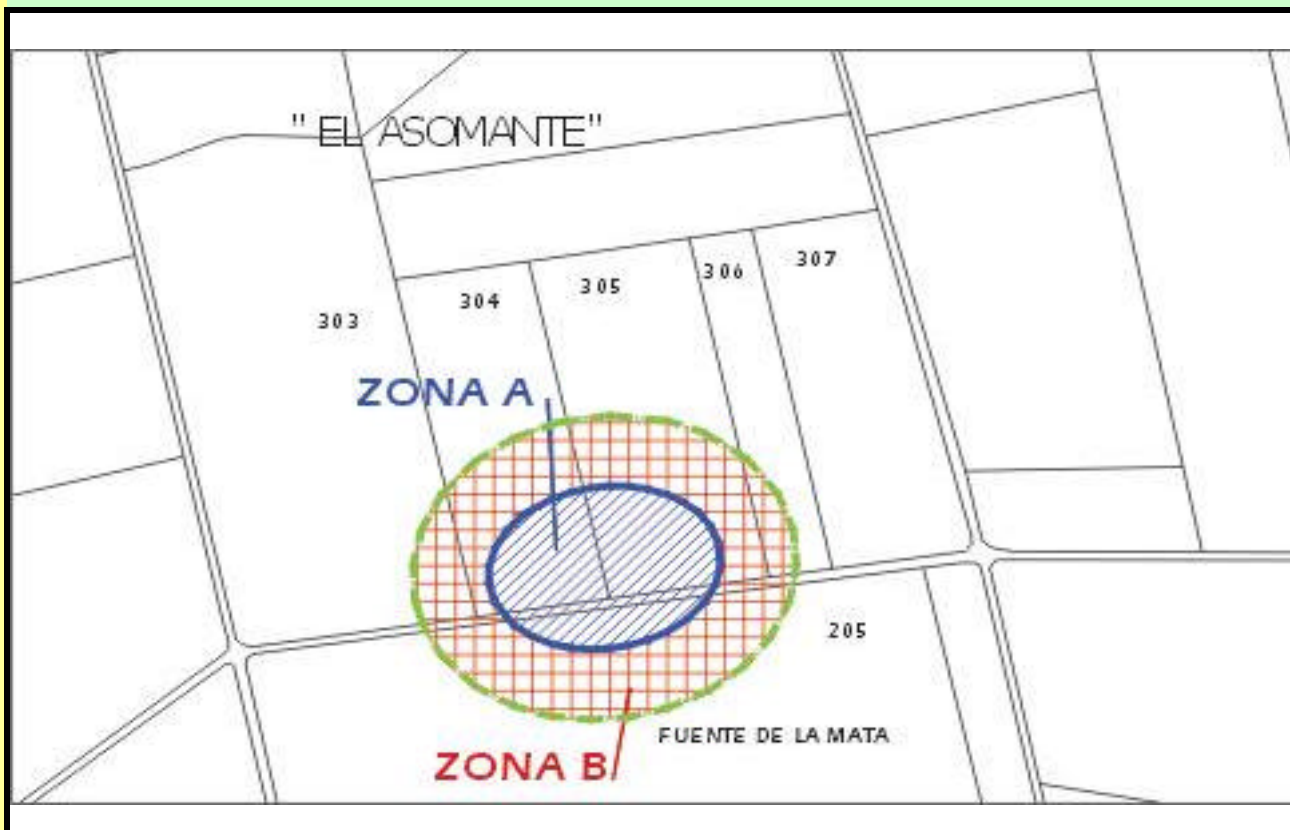 " EL ASOMANTE"
306
307
305
304
303
ZONA A
205
FUENTE DE LA MATA
ZONA B